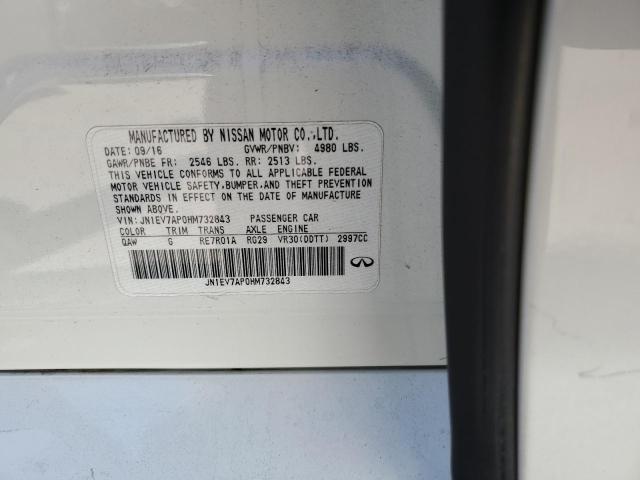 MANUFACTURED BY NISSAN MOTOR CO.,LTD.
DATE: 09/16 GVWR/PNBV: 4980 LBS.
GAWR/PNBE FR: 2546 LBS. RR: 2513 LBS.
THIS VEHICLE CONFORMS TO ALL APPLICABLE FEDERAL
MOTOR VEHICLE SAFETY, BUMPER, AND THEFT PREVENTION
STANDARDS IN EFFECT ON THE DATE OF MANUFACTURE
SHOWN ABOVE.
VIN: JN1EV7AP0HM732843 PASSENGER CAR
COLOR TRIM TRANS AXLE ENGINE
QAW G RE7R01A RG29 VR30(DDTT) 2997CC
JN1EV7AP0HM732843